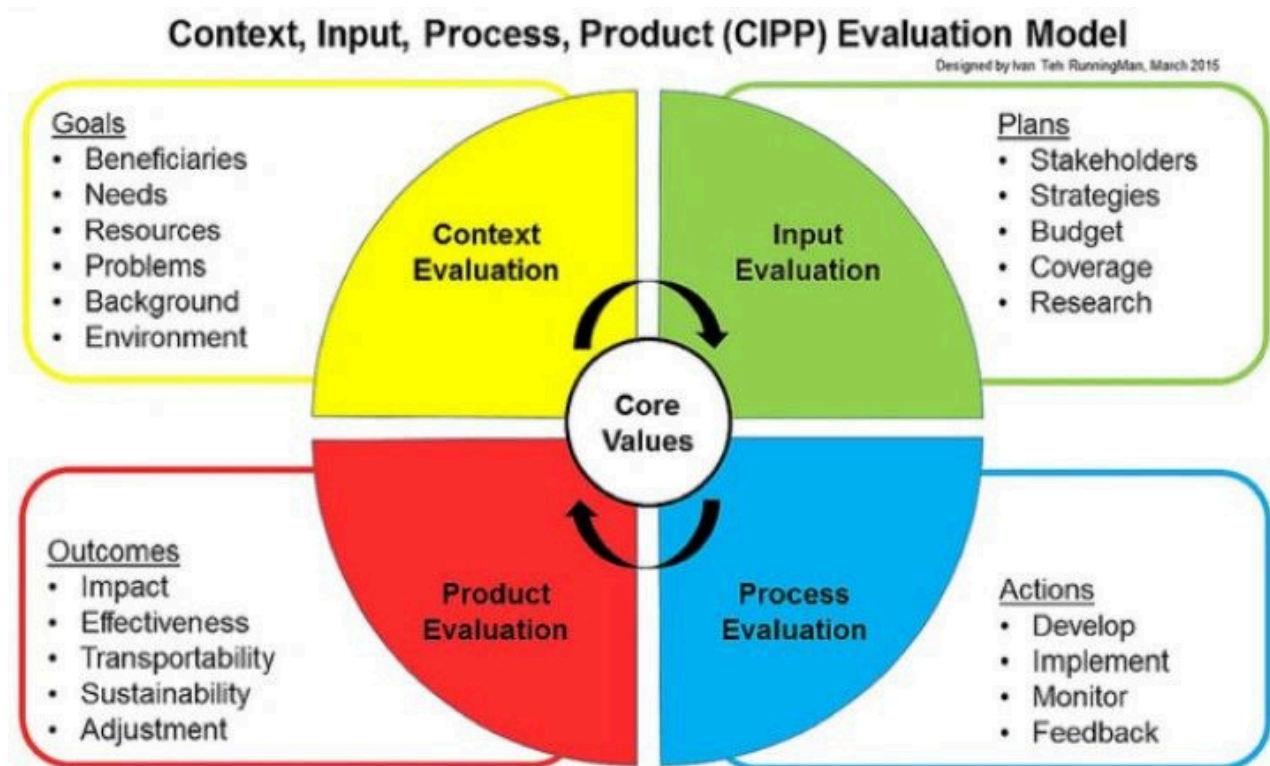 Context, Input, Process, Product (CIPP) Evaluation Model
Designed by Ivan Teh RunningMan, March 2015
Goals
• Beneficiaries
• Needs
• Resources
• Problems
• Background
• Environment
Context
Evaluation
Input
Evaluation
Plans
• Stakeholders
• Strategies
• Budget
• Coverage
• Research
Core
Values
Outcomes
• Impact
• Effectiveness
• Transportability
• Sustainability
• Adjustment
Product
Evaluation
Process
Evaluation
Actions
• Develop
• Implement
• Monitor
• Feedback